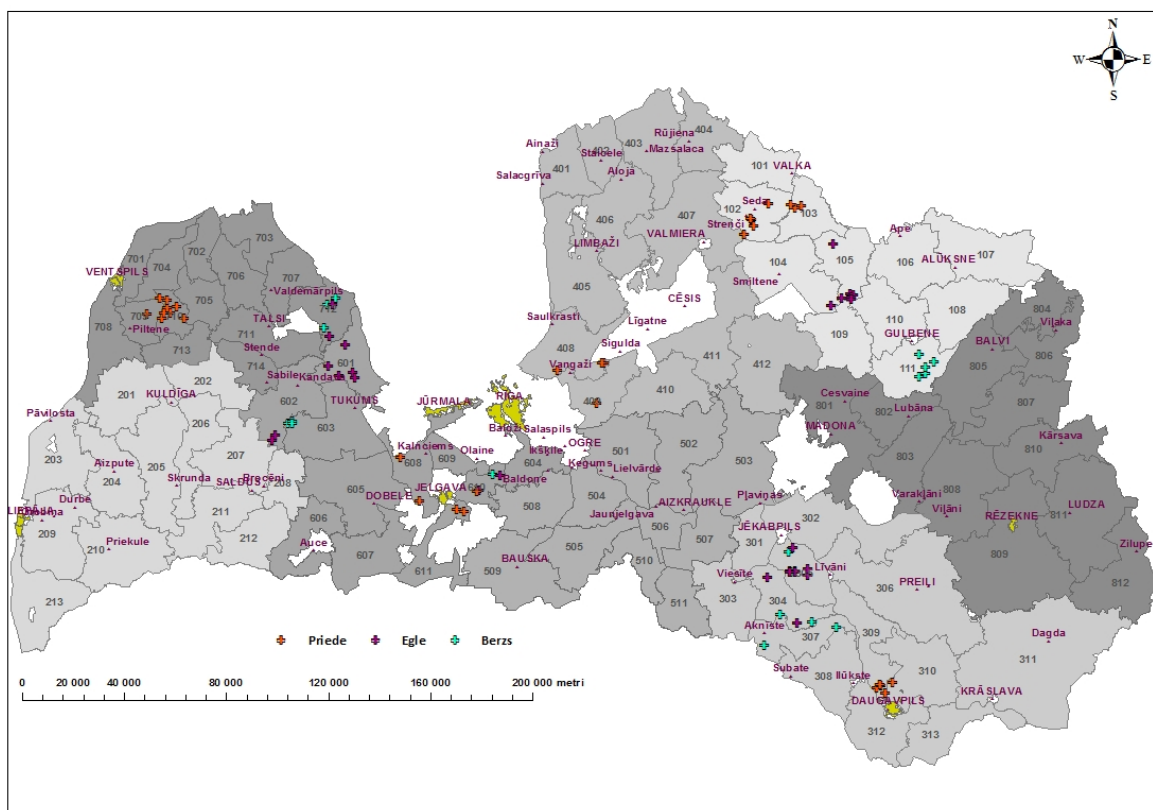 N
W E
S
Rūjiena
404
403
Mazsalaca
Ainaži
Staicele
402
401
Aloja
Salacgrīva
101
VALKA
Seda
102
103
Strenči
406
407
LIMBAŽI
VALMIERA
105
Ape
106
ALŪKSNE
107
104
Smiltene
405
CĒSIS
Saulkrasti
Līgatne
Sigulda
408
Vangaži
411
412
410
109
110
GULBENE
108
111
804
Viļaka
BALVI
806
805
807
703
702
701
704
VENTSPILS
706
707
705
Valdemārpils
712
708
Piltene
TALSI
711
713
Stende
714
Sabile
Kandava
601
602
TUKUMS
603
202
KULDĪGA
201
Pāvilosta
206
203
Aizpute
205
204
Skrunda
207
SALDUS
Brocēni
208
Durbe
LIEPĀJA
209
210
Priekule
211
212
213
JŪRMALA
RĪGA
Baloži
Salaspils
Kalnciems
608
609
Olaine
Ikšķile
OGRE
604
Ķegums
Lielvārde
Baldone
JELGAVA
605
DOBELE
606
Auce
607
611
508
504
509
BAUSKA
505
501
502
503
AIZKRAUKLE
Jaunjelgava
506
507
510
511
Pļaviņas
JĒKABPILS
302
301
Viesīte
303
304
Līvāni
306
PREIĻI
Aknīste
307
309
Subate
308
Ilūkste
310
DAUGAVPILS
312
313
KRĀSLAVA
Dagda
311
Cesvaine
801
802
Lubāna
MADONA
803
Varakļāni
808
Viļāni
Kārsava
810
RĒZEKNE
811
LUDZA
809
Zilupe
812
Priede Egle Berzs
0 20 000 40 000 80 000 120 000 160 000 200 000 metri